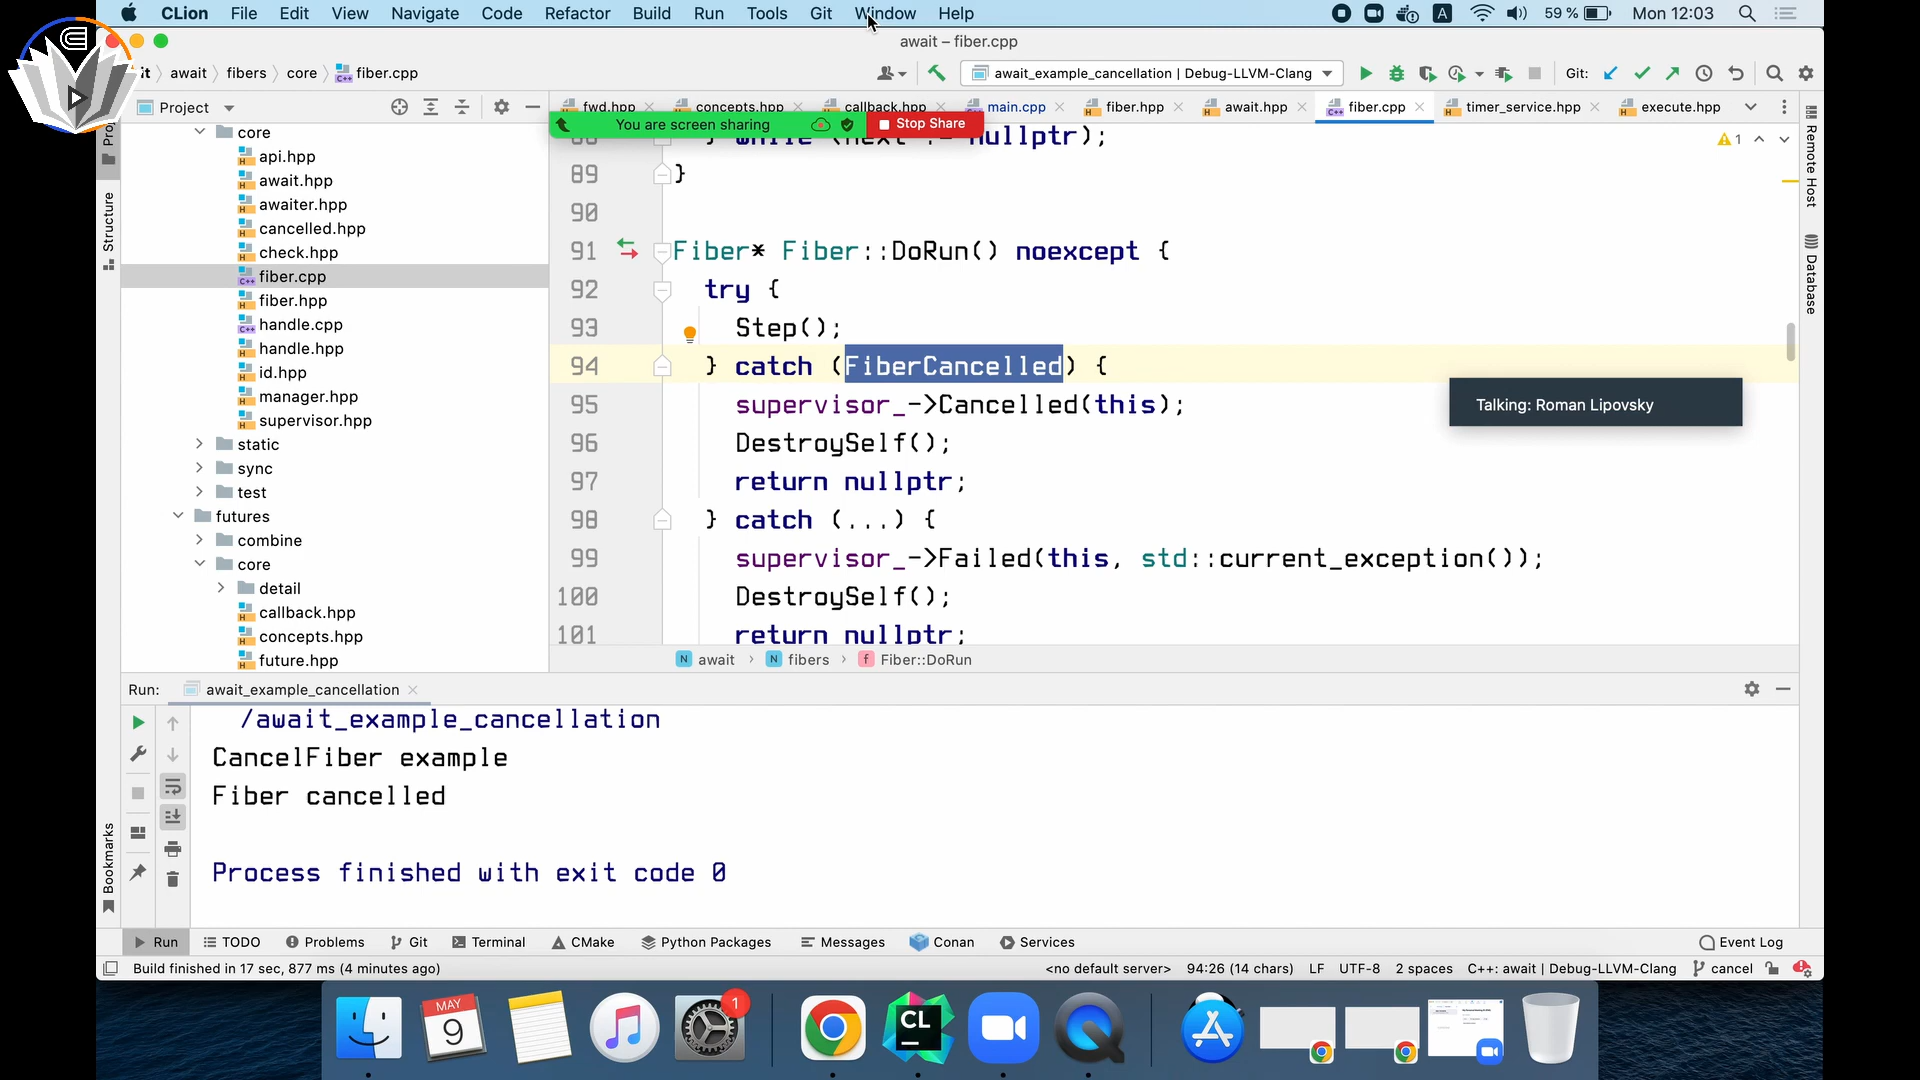 CLion File Edit View Navigate Code Refactor Build Run Tools Git Window Help A 59 % Mon 12:03
await – fiber.cpp
it await fibers core fiber.cpp await_example_cancellation | Debug-LLVM-Clang Git:
Project fwd.hpp concepts.hpp callback.hpp main.cpp fiber.hpp await.hpp fiber.cpp timer_service.hpp execute.hpp
You are screen sharing Stop Share
core
api.hpp
await.hpp
awaiter.hpp
cancelled.hpp
check.hpp
fiber.cpp
fiber.hpp
handle.cpp
handle.hpp
id.hpp
manager.hpp
supervisor.hpp
static
sync
test
futures
combine
core
detail
callback.hpp
concepts.hpp
future.hpp
Structure
Bookmarks
Remote Host
Database
1
88 } while (next != nullptr);
89 }
90
91 Fiber* Fiber::DoRun() noexcept {
92 try {
93 Step();
94 } catch (FiberCancelled) {
95 supervisor_->Cancelled(this);
96 DestroySelf();
97 return nullptr;
98 } catch (...) {
99 supervisor_->Failed(this, std::current_exception());
100 DestroySelf();
101 return nullptr;
Talking: Roman Lipovsky
N await N fibers f Fiber::DoRun
Run: await_example_cancellation
/await_example_cancellation
CancelFiber example
Fiber cancelled
Process finished with exit code 0
Run TODO Problems Git Terminal CMake Python Packages Messages Conan Services Event Log
Build finished in 17 sec, 877 ms (4 minutes ago) <no default server> 94:26 (14 chars) LF UTF-8 2 spaces C++: await | Debug-LLVM-Clang cancel
MAY
9
1
CL